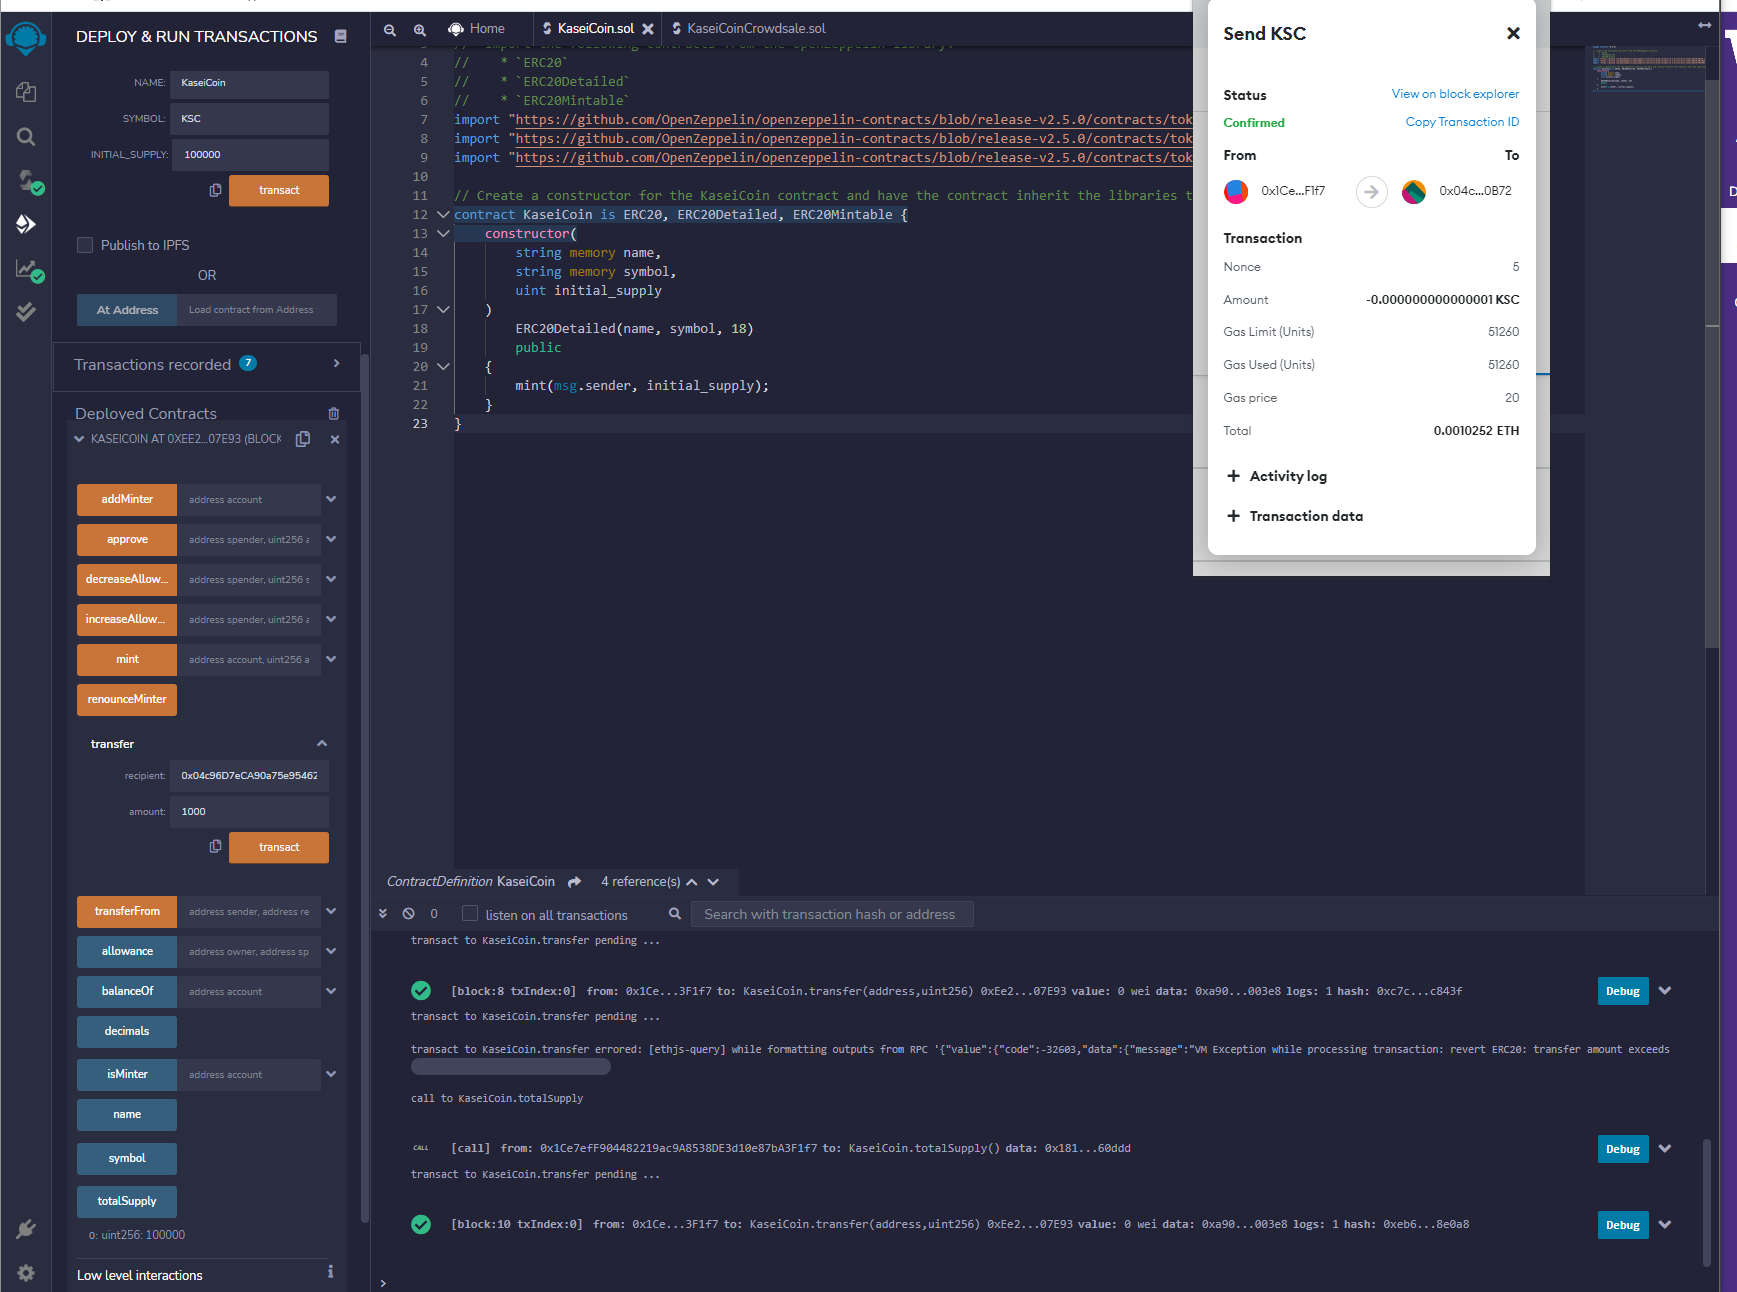 DEPLOY & RUN TRANSACTIONS
NAME: KaseiCoin
SYMBOL: KSC
INITIAL_SUPPLY: 100000
transact
Publish to IPFS
OR
At Address Load contract from Address
Transactions recorded 7
Deployed Contracts
KASEICOIN AT 0XEE2...07E93 (BLOCK
addMinter address account
approve address spender, uint256 a
decreaseAllow... address spender, uint256 s
increaseAllow... address spender, uint256 a
mint address account, uint256 a
renounceMinter
transfer
recipient: 0x04c96D7eCA90a75e95462
amount: 1000
transact
transferFrom address sender, address re
allowance address owner, address sp
balanceOf address account
decimals
isMinter address account
name
symbol
totalSupply
0: uint256: 100000
Low level interactions
Home KaseiCoin.sol KaseiCoinCrowdsale.sol
4 // * `ERC20`
5 // * `ERC20Detailed`
6 // * `ERC20Mintable`
7 import "https://github.com/OpenZeppelin/openzeppelin-contracts/blob/release-v2.5.0/contracts/tok
8 import "https://github.com/OpenZeppelin/openzeppelin-contracts/blob/release-v2.5.0/contracts/tok
9 import "https://github.com/OpenZeppelin/openzeppelin-contracts/blob/release-v2.5.0/contracts/tok
10
11 // Create a constructor for the KaseiCoin contract and have the contract inherit the libraries t
12 contract KaseiCoin is ERC20, ERC20Detailed, ERC20Mintable {
13 constructor(
14 string memory name,
15 string memory symbol,
16 uint initial_supply
17 )
18 ERC20Detailed(name, symbol, 18)
19 public
20 {
21 mint(msg.sender, initial_supply);
22 }
23 }
Send KSC
Status View on block explorer
Confirmed Copy Transaction ID
From To
0x1Ce...F1f7 0x04c...0B72
Transaction
Nonce 5
Amount -0.000000000000001 KSC
Gas Limit (Units) 51260
Gas Used (Units) 51260
Gas price 20
Total 0.0010252 ETH
+ Activity log
+ Transaction data
ContractDefinition KaseiCoin 4 reference(s)
0 listen on all transactions Search with transaction hash or address
transact to KaseiCoin.transfer pending ...
[block:8 txIndex:0] from: 0x1Ce...3F1f7 to: KaseiCoin.transfer(address,uint256) 0xEe2...07E93 value: 0 wei data: 0xa90...003e8 logs: 1 hash: 0xc7c...c843f Debug
transact to KaseiCoin.transfer pending ...
transact to KaseiCoin.transfer errored: [ethjs-query] while formatting outputs from RPC '{"value":{"code":-32603,"data":{"message":"VM Exception while processing transaction: revert ERC20: transfer amount exceeds
call to KaseiCoin.totalSupply
CALL [call] from: 0x1Ce7efF904482219ac9A8538DE3d10e87bA3F1f7 to: KaseiCoin.totalSupply() data: 0x181...60ddd Debug
transact to KaseiCoin.transfer pending ...
[block:10 txIndex:0] from: 0x1Ce...3F1f7 to: KaseiCoin.transfer(address,uint256) 0xEe2...07E93 value: 0 wei data: 0xa90...003e8 logs: 1 hash: 0xeb6...8e0a8 Debug
>